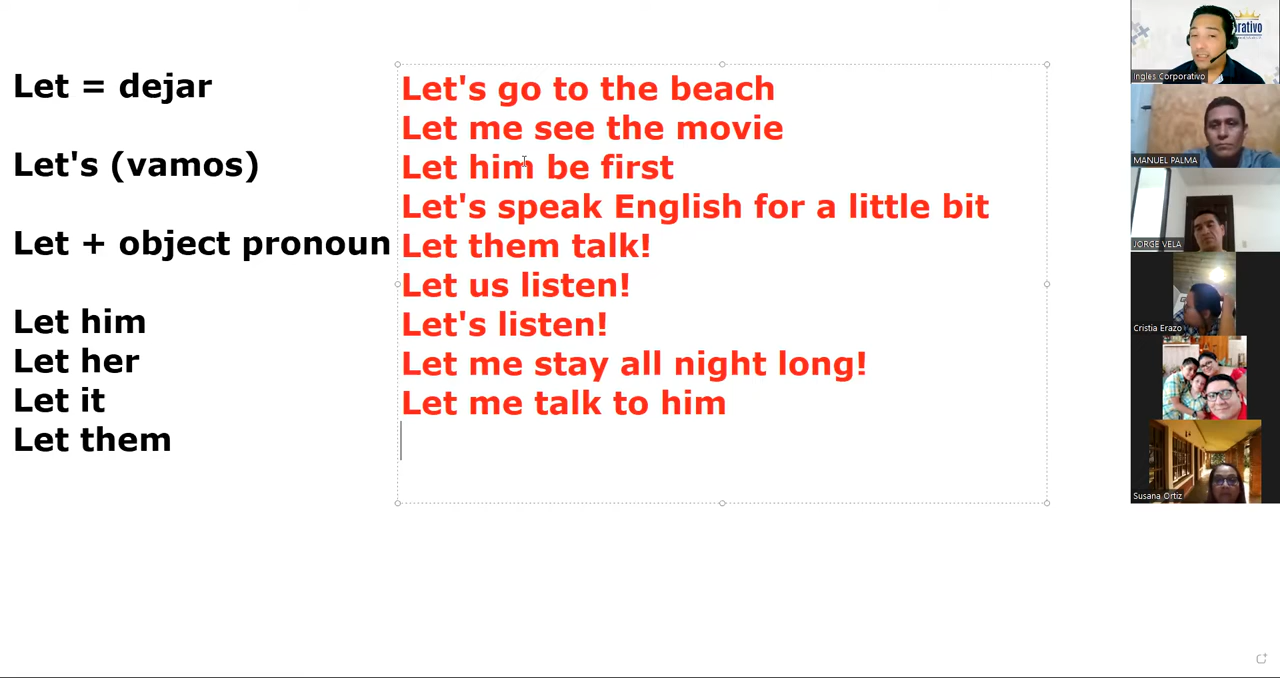 Let = dejar
Let's (vamos)
Let + object pronoun
Let him
Let her
Let it
Let them
Let's go to the beach
Let me see the movie
Let him be first
Let's speak English for a little bit
Let them talk!
Let us listen!
Let's listen!
Let me stay all night long!
Let me talk to him
orativo
Ingles Corporativo
MANUEL PALMA
JORGE VELA
Cristia Erazo
Susana Ortiz